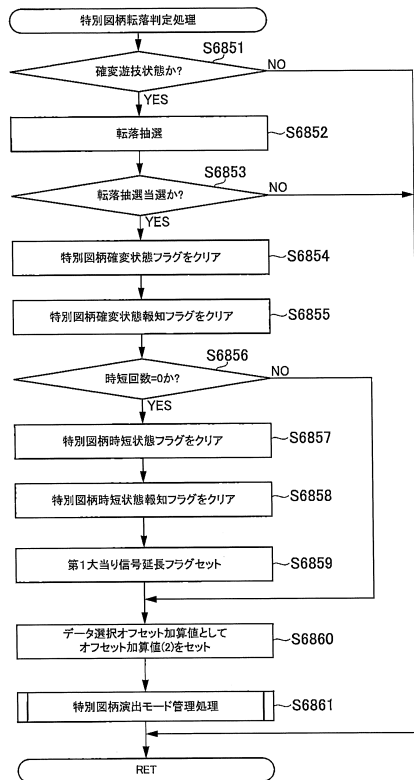 特別図柄転落判定処理
S6851
確変遊技状態か?
NO
YES
転落抽選
S6852
S6853
転落抽選当選か?
NO
YES
特別図柄確変状態フラグをクリア
S6854
特別図柄確変状態報知フラグをクリア
S6855
S6856
時短回数=0か?
NO
YES
特別図柄時短状態フラグをクリア
S6857
特別図柄時短状態報知フラグをクリア
S6858
第1大当り信号延長フラグセット
S6859
データ選択オフセット加算値として
オフセット加算値(2)をセット
S6860
特別図柄演出モード管理処理
S6861
RET